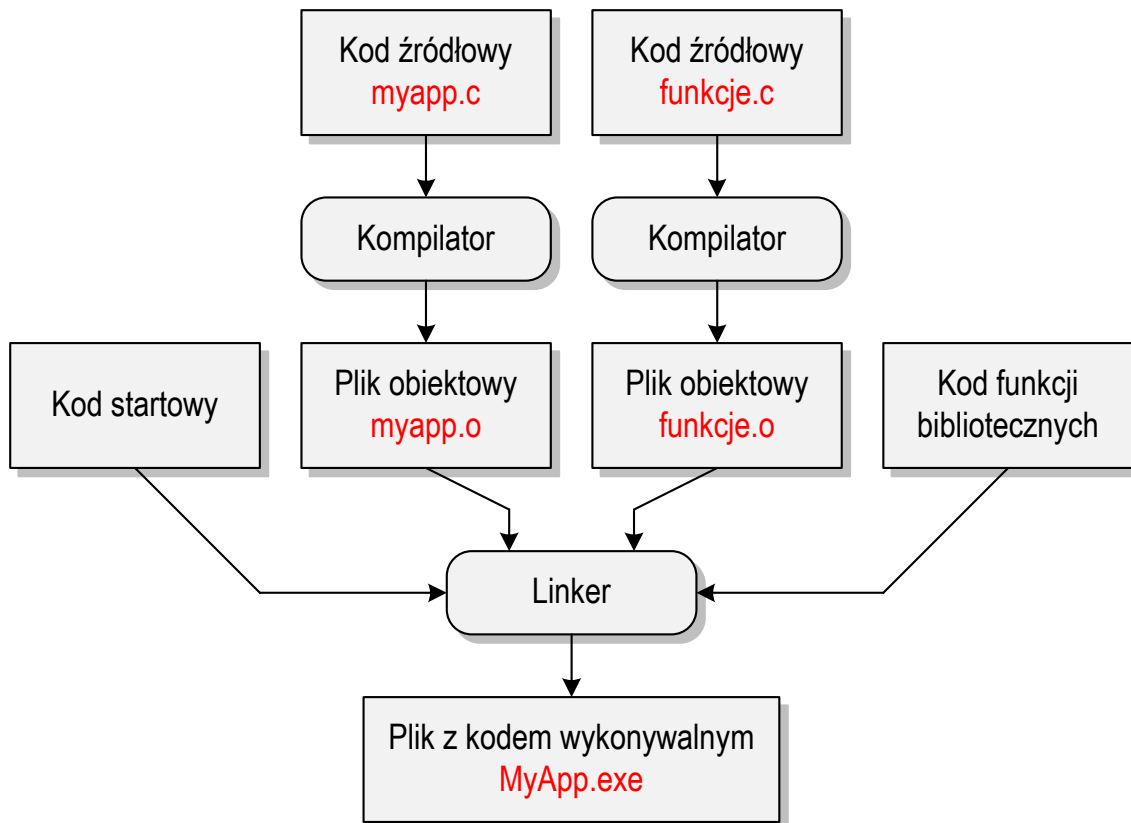 Kod źródłowy
myapp.c
Kod źródłowy
funkcje.c
Kompilator
Kompilator
Kod startowy
Plik obiektowy
myapp.o
Plik obiektowy
funkcje.o
Kod funkcji
bibliotecznych
Linker
Plik z kodem wykonywalnym
MyApp.exe